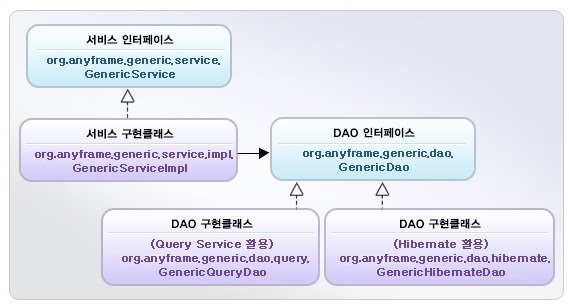 서비스 인터페이스
org.anyframe.generic.service.
GenericService
서비스 구현클래스
org.anyframe.generic.service.impl.
GenericServiceImpl
DAO 인터페이스
org.anyframe.generic.dao.
GenericDao
DAO 구현클래스
(Query Service 활용)
org.anyframe.generic.dao.query.
GenericQueryDao
DAO 구현클래스
(Hibernate 활용)
org.anyframe.generic.dao.hibernate.
GenericHibernateDao